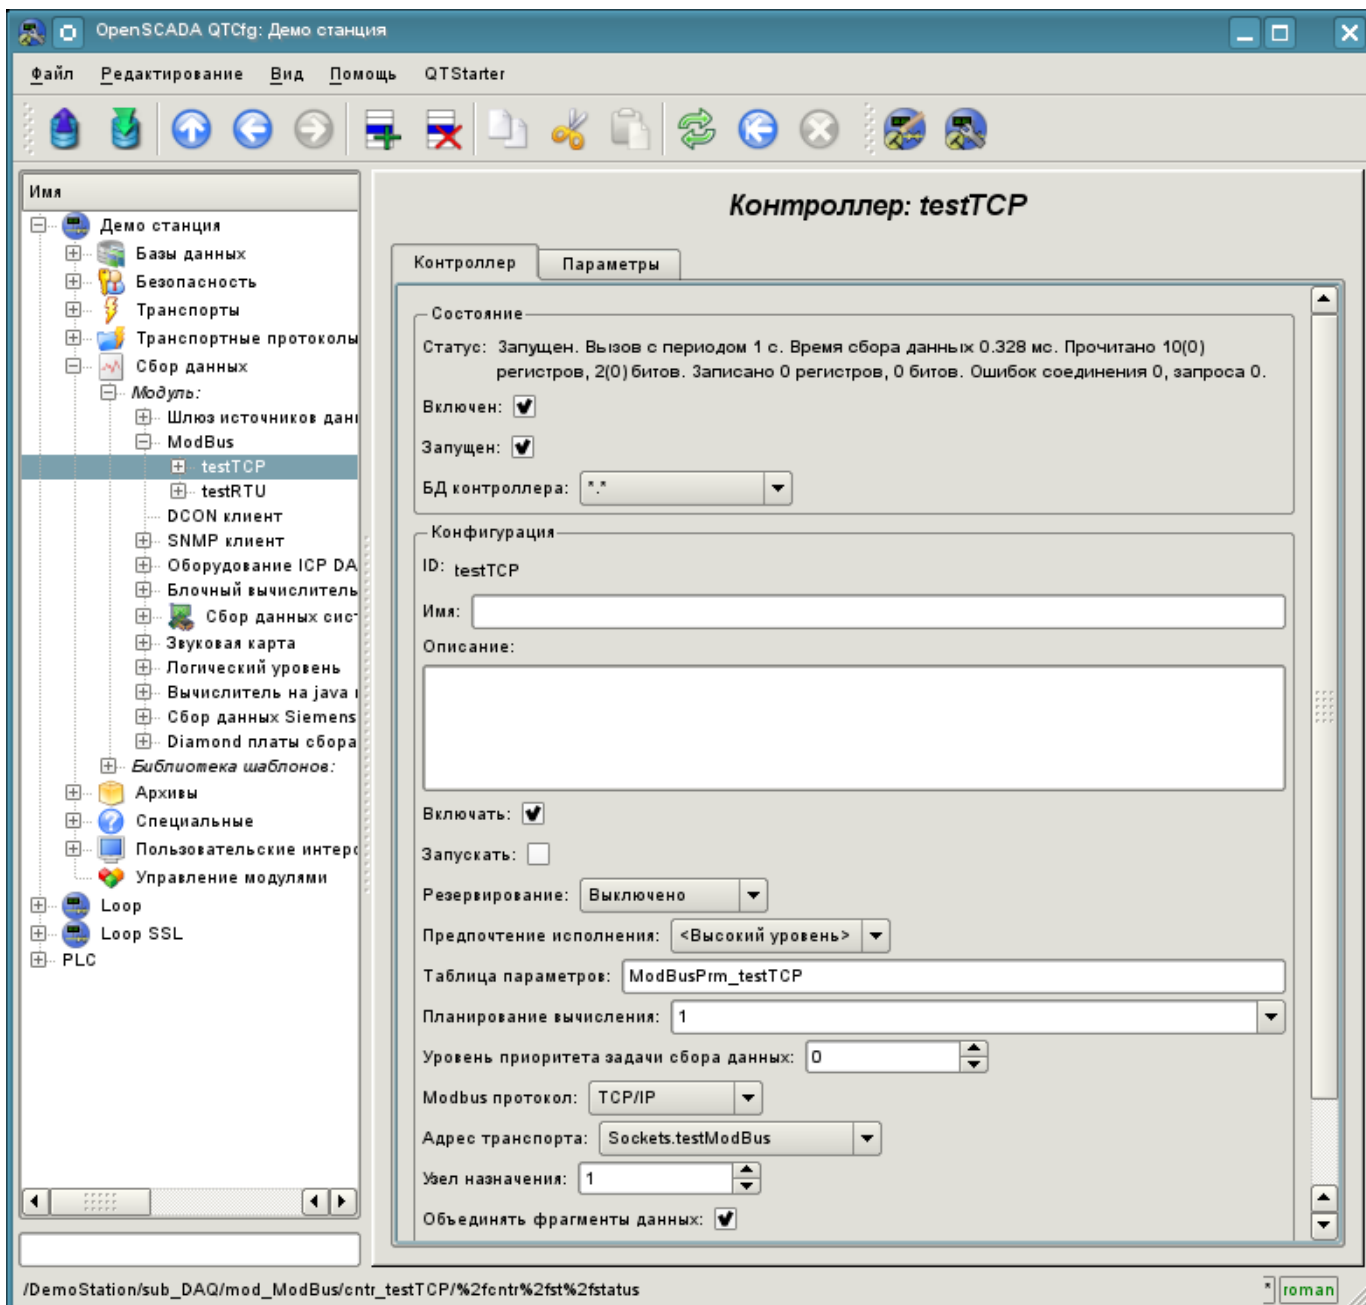 OpenSCADA QTCfg: Демо станция
Файл Редактирование Вид Помощь QTStarter
Имя
Демо станция
Базы данных
Безопасность
Транспорты
Транспортные протоколы
Сбор данных
Модуль:
Шлюз источников дан
ModBus
testTCP
testRTU
DCON клиент
SNMP клиент
Оборудование ICP DA
Блочный вычислитель
Сбор данных сис
Звуковая карта
Логический уровень
Вычислитель на java
Сбор данных Siemens
Diamond платы сбора
Библиотека шаблонов:
Архивы
Специальные
Пользовательские интер
Управление модулями
Loop
Loop SSL
PLC
Контроллер: testTCP
Контроллер Параметры
Состояние
Статус: Запущен. Вызов с периодом 1 с. Время сбора данных 0.328 мс. Прочитано 10(0)
регистров, 2(0) битов. Записано 0 регистров, 0 битов. Ошибок соединения 0, запроса 0.
Включен:
Запущен:
БД контроллера: *.*
Конфигурация
ID: testTCP
Имя:
Описание:
Включать:
Запускать:
Резервирование: Выключено
Предпочтение исполнения: <Высокий уровень>
Таблица параметров: ModBusPrm_testTCP
Планирование вычисления: 1
Уровень приоритета задачи сбора данных: 0
Modbus протокол: TCP/IP
Адрес транспорта: Sockets.testModBus
Узел назначения: 1
Объединять фрагменты данных:
/DemoStation/sub_DAQ/mod_ModBus/cntr_testTCP/%2fcntr%2fst%2fstatus
* roman